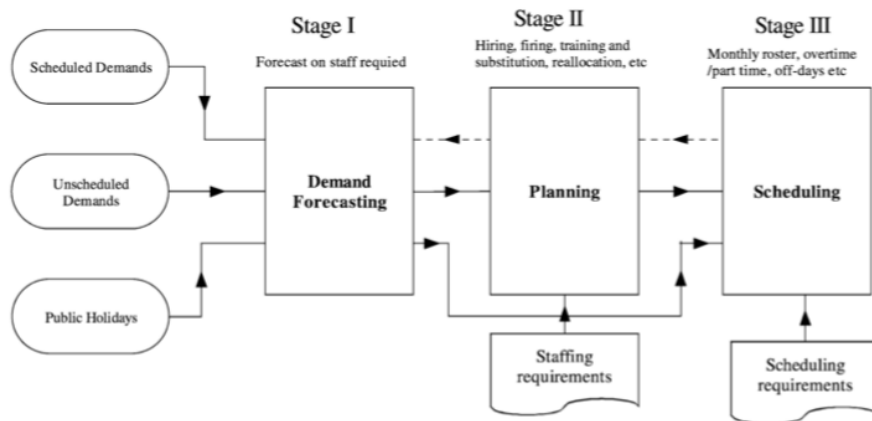 Stage I
Stage II
Stage III
Forecast on staff requied
Hiring, firing, training and
substitution, reallocation, etc
Monthly roster, overtime
/part time, off-days etc
Scheduled Demands
Unscheduled
Demands
Public Holidays
Demand
Forecasting
Planning
Scheduling
Staffing
requirements
Scheduling
requirements